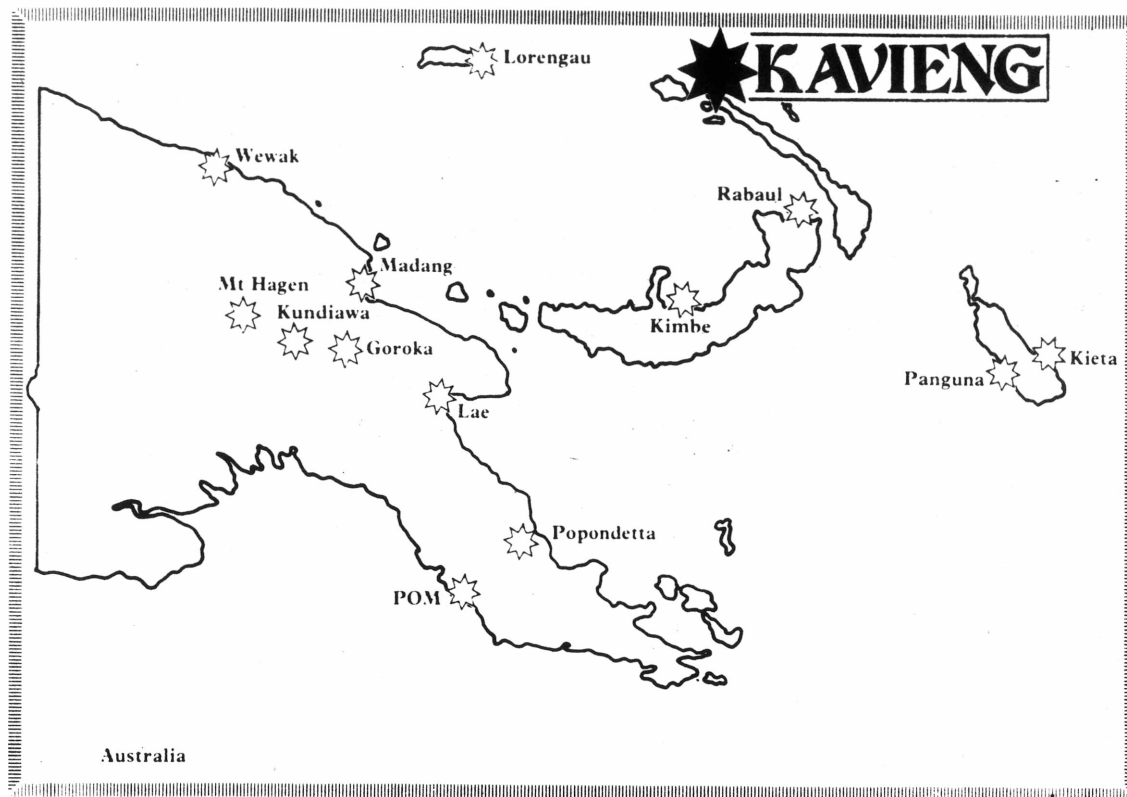 Lorengau
KAVIENG
Wewak
Rabaul
Madang
Mt Hagen
Kundiawa
Kimbe
Goroka
Kieta
Panguna
Lae
Popondetta
POM
Australia